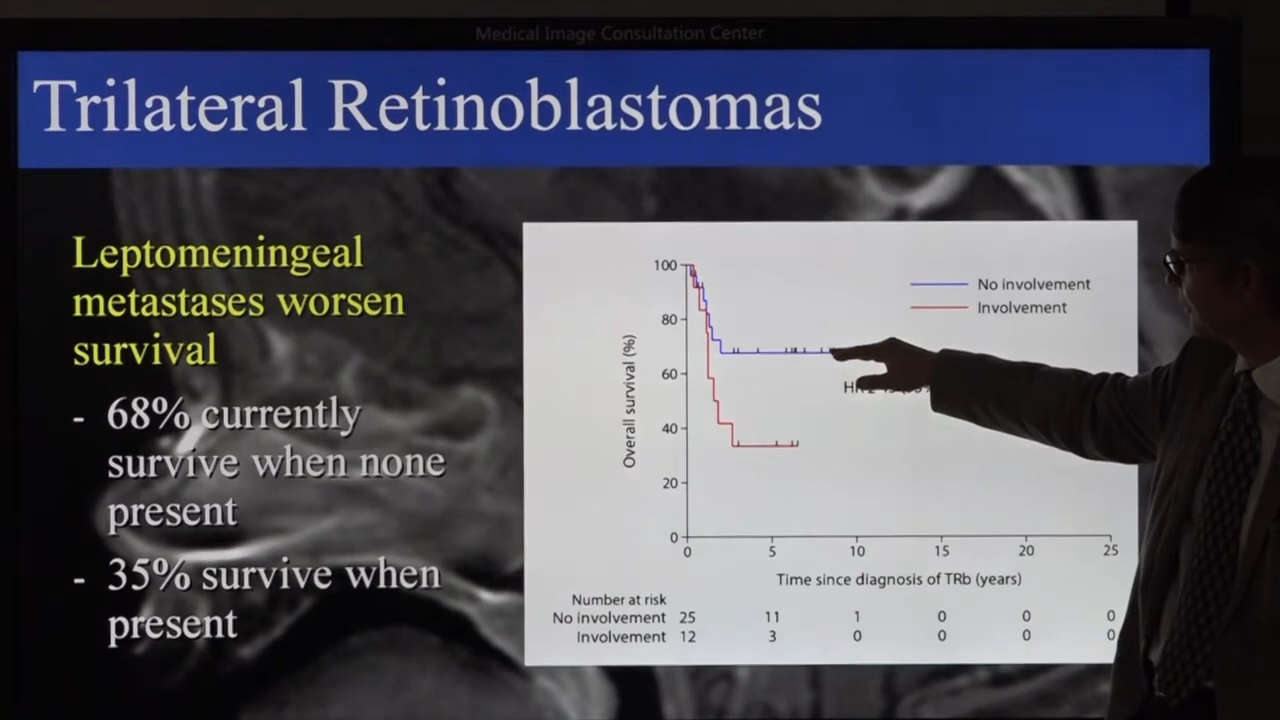 Medical Image Consultation Center
Trilateral Retinoblastomas
Leptomeningeal
metastases worsen
survival
- 68% currently
survive when none
present
- 35% survive when
present
100
80
60
40
20
0
Overall survival (%)
No involvement
Involvement
0 5 10 15 20 25
Time since diagnosis of TRb (years)
Number at risk
No involvement 25 11 1 0 0 0
Involvement 12 3 0 0 0 0